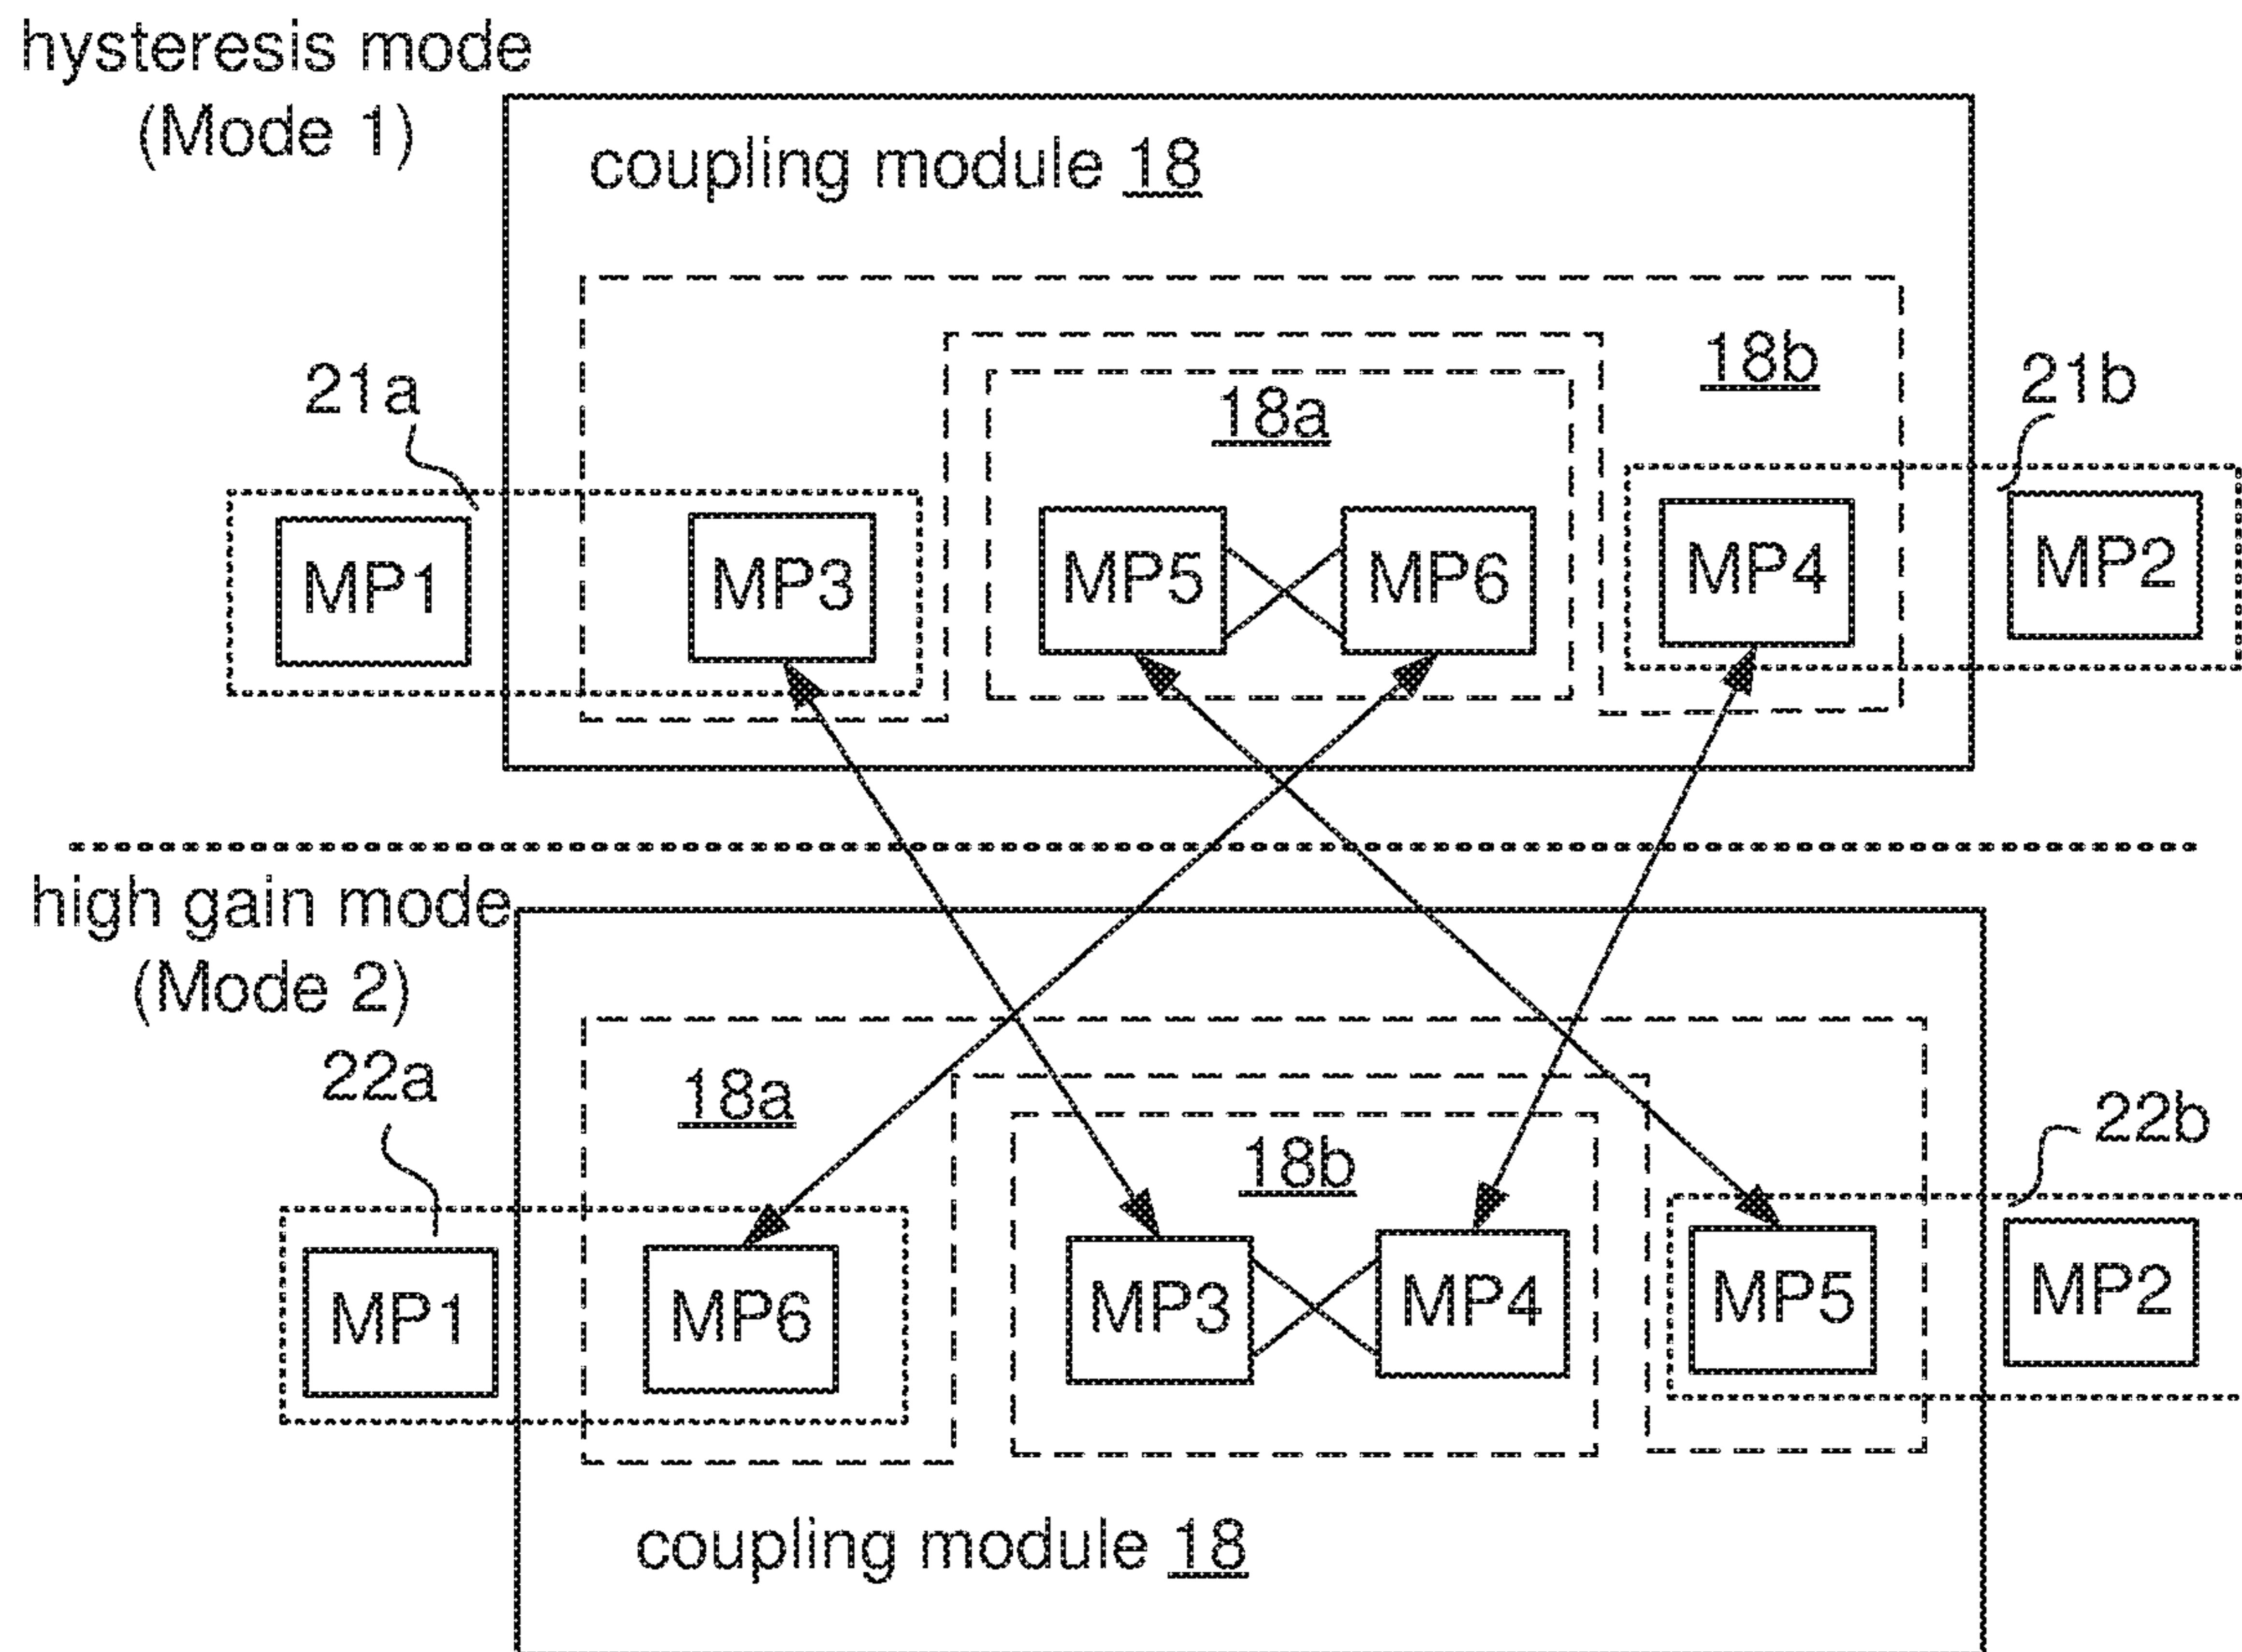 hysteresis mode
(Mode 1)
coupling module 18
18b
21a
21b
18a
MP1
MP3
MP5
MP6
MP4
MP2
high gain mode
(Mode 2)
22a
18a
22b
18b
MP1
MP6
MP3
MP4
MP5
MP2
coupling module 18